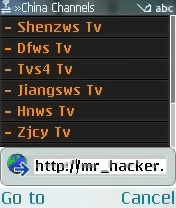 »China Channels abc
- Shenzws Tv
- Dfws Tv
- Tvs4 Tv
- Jiangsws Tv
- Hnws Tv
- Zjcy Tv
http://mr_hacker.
Go to Cancel